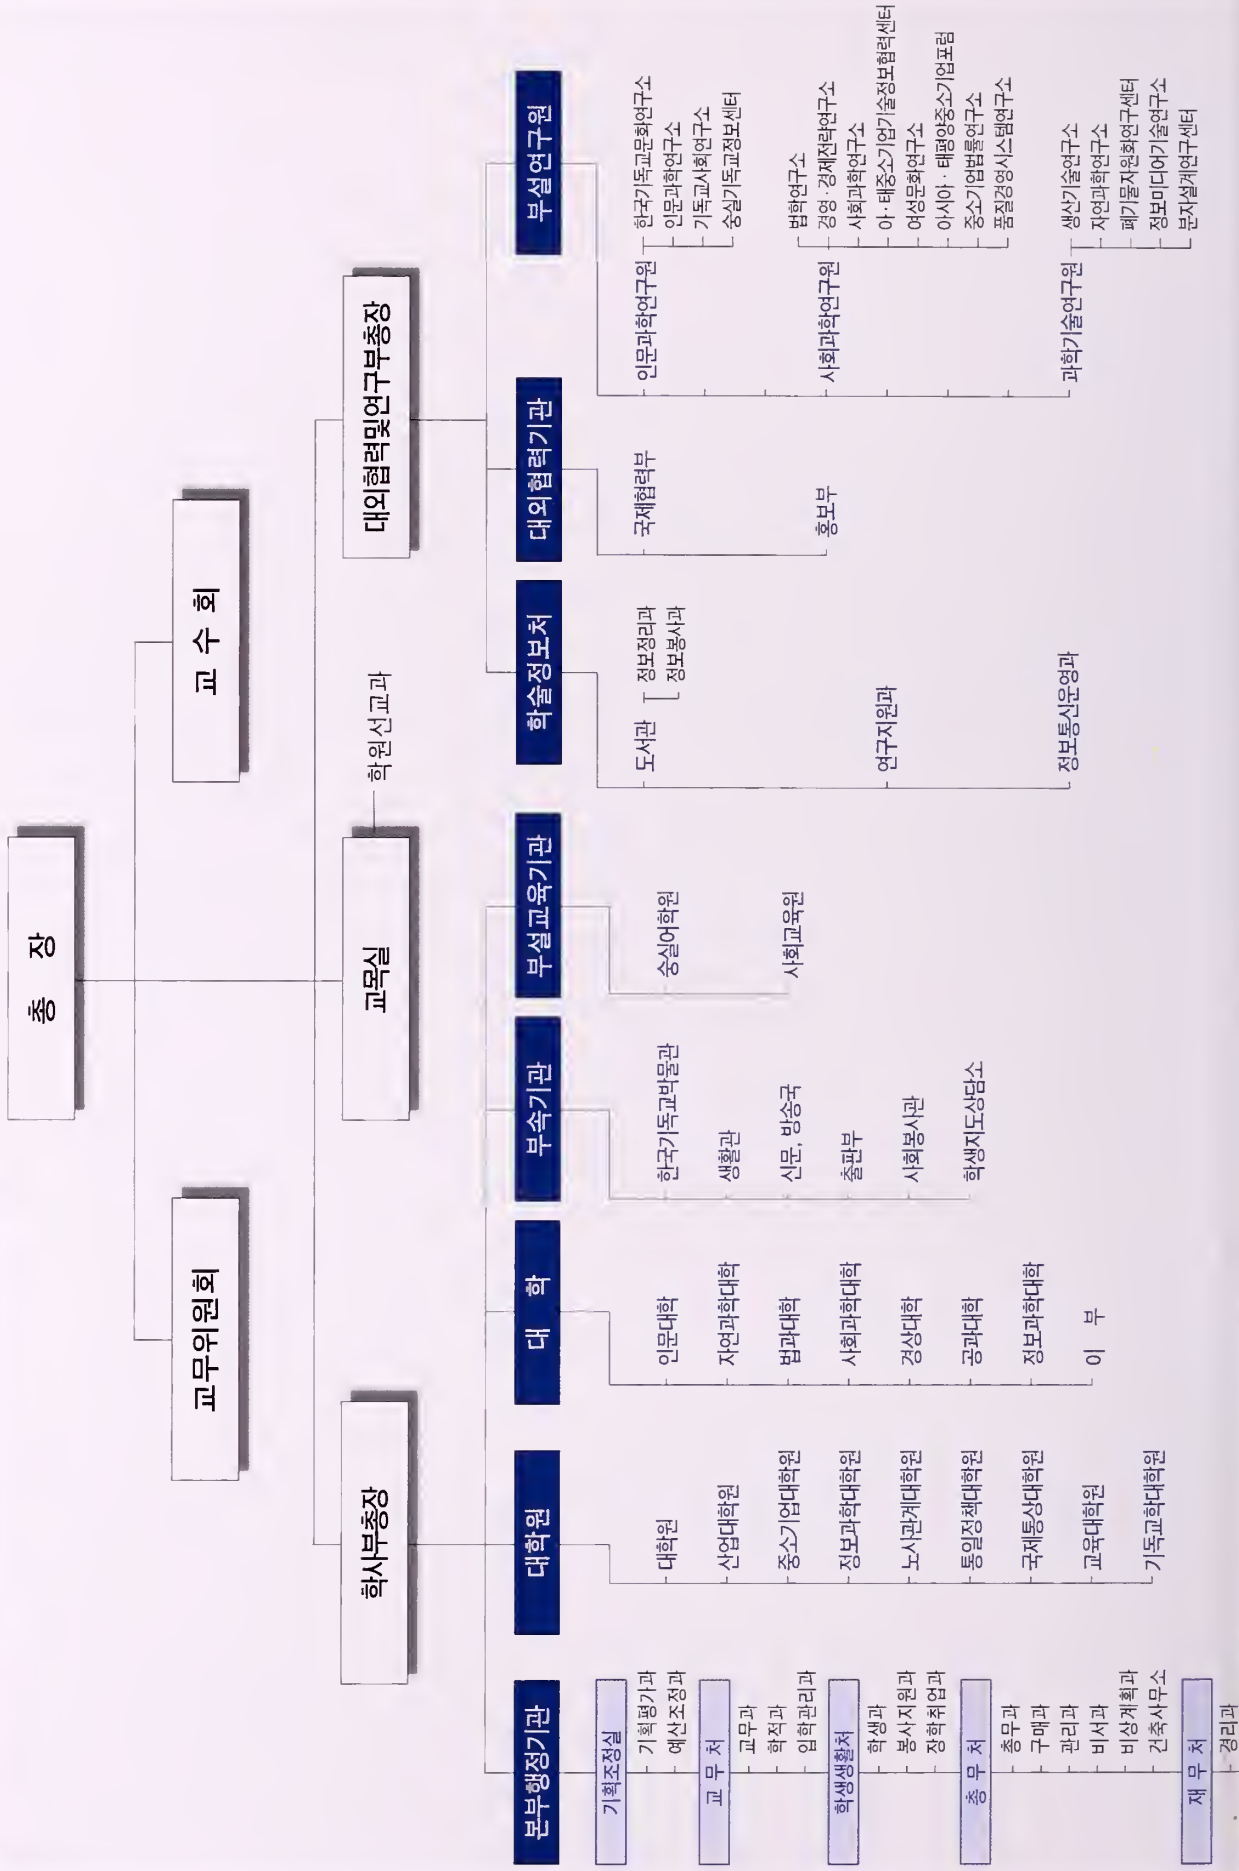 총 장
교무위원회
교 수 회
학사부총장
교목실
학원선교과
대외협력및연구부총장
본부행정기관
기획조정실
기획평가과
예산조정과
교 무 처
교무과
학적과
입학관리과
학생생활처
학생과
봉사지원과
장학취업과
총 무 처
총무과
구매과
관리과
비서과
비상계획과
건축사무소
재 무 처
경리과
대학원
대학원
산업대학원
중소기업대학원
정보과학대학원
노사관계대학원
통일정책대학원
국제통상대학원
교육대학원
기독교학대학원
대 학
인문대학
자연과학대학
법과대학
사회과학대학
경상대학
공과대학
정보과학대학
이 부
부속기관
한국기독교박물관
생활관
신문, 방송국
출판부
사회봉사관
학생지도상담소
부설교육기관
숭실어학원
사회교육원
학술정보처
도서관
정보정리과
정보봉사과
연구지원과
정보통신운영과
대외협력기관
국제협력부
홍보부
부설연구원
인문과학연구원
한국기독교문화연구소
인문과학연구소
기독교사회연구소
숭실기독교정보센터
사회과학연구원
법학연구소
경영·경제전략연구소
사회과학연구소
아·태중소기업기술정보협력센터
여성문화연구소
아시아·태평양중소기업포럼
중소기업법률연구소
품질경영시스템연구소
과학기술연구원
생산기술연구소
자연과학연구소
폐기물자원화연구센터
정보미디어기술연구소
분자설계연구센터